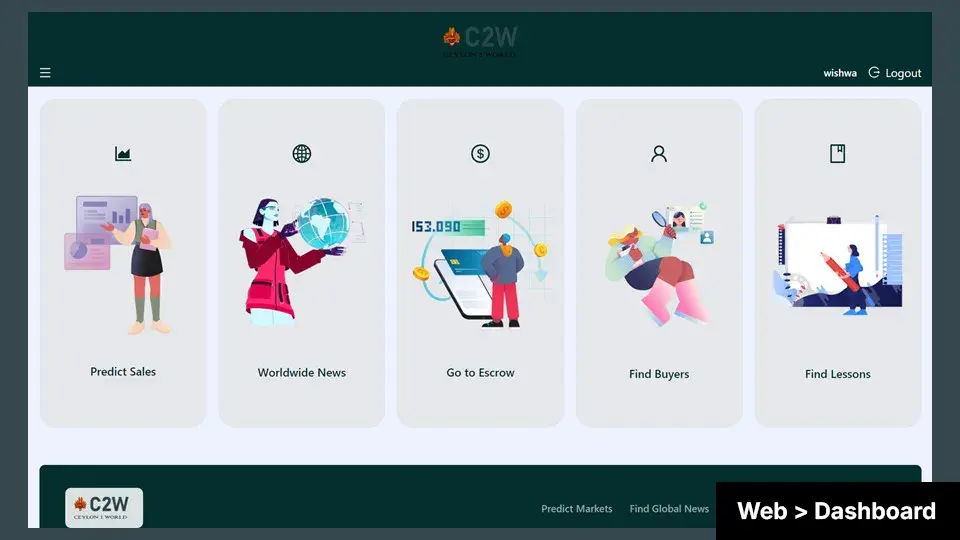 C2W
CEYLON 2 WORLD
wishwa Logout
153.090
Predict Sales
Worldwide News
Go to Escrow
Find Buyers
Find Lessons
C2W
CEYLON 2 WORLD
Predict Markets Find Global News
Web > Dashboard